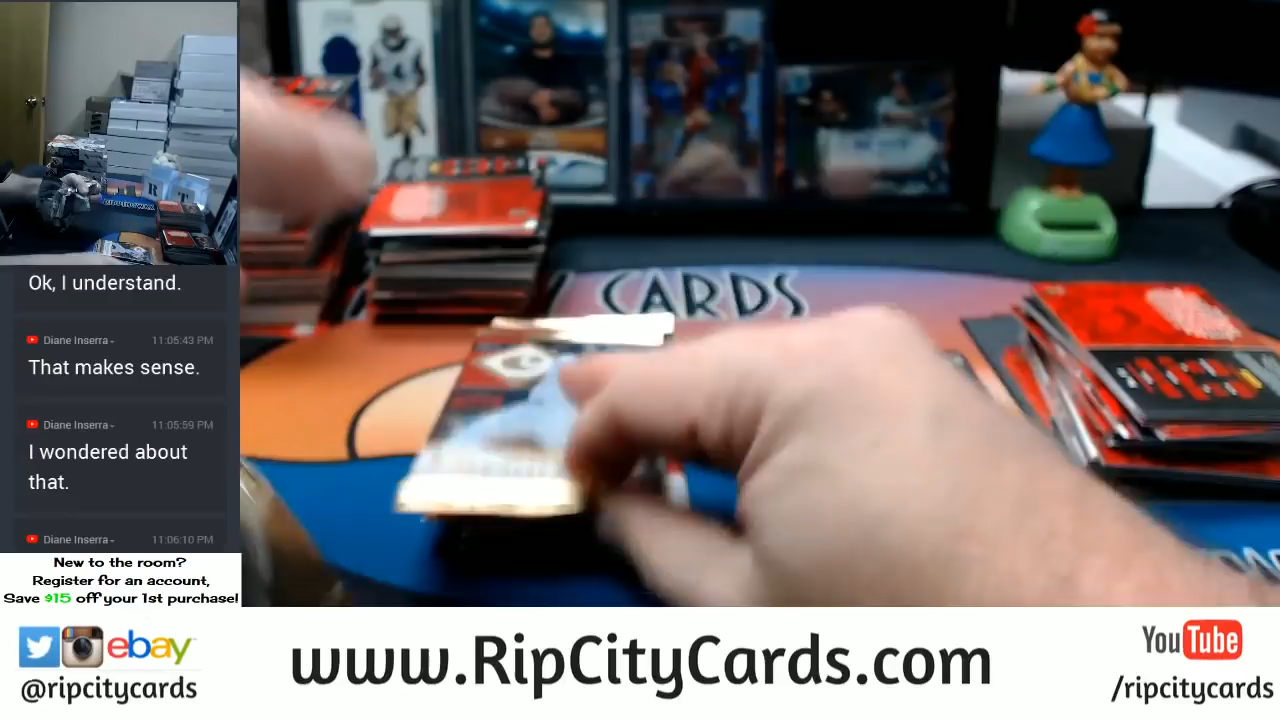 Ok, I understand.
Diane Inserra
11:05:43 PM
That makes sense.
Diane Inserra
11:05:59 PM
I wondered about
that.
Diane Inserra
11:06:10 PM
New to the room?
Register for an account,
Save $15 off your 1st purchase!
CARDS
ebay
@ripcitycards
www.RipCityCards.com
YouTube
/ripcitycards